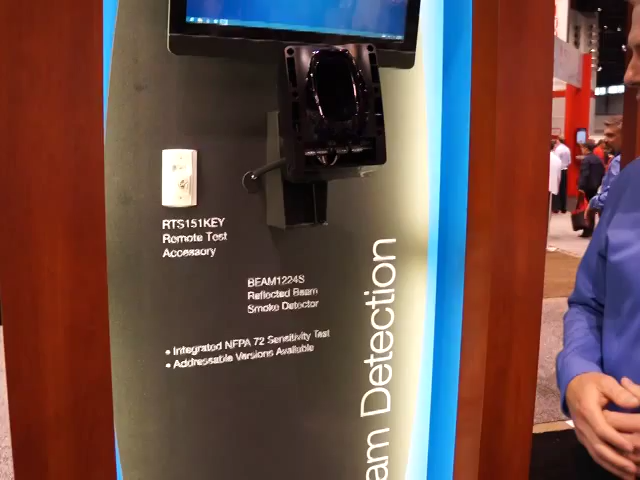 RTS151KEY
Remote Test
Accessory
BEAM1224S
Reflected Beam
Smoke Detector
• Integrated NFPA 72 Sensitivity Test
• Addressable Versions Available
am Detection